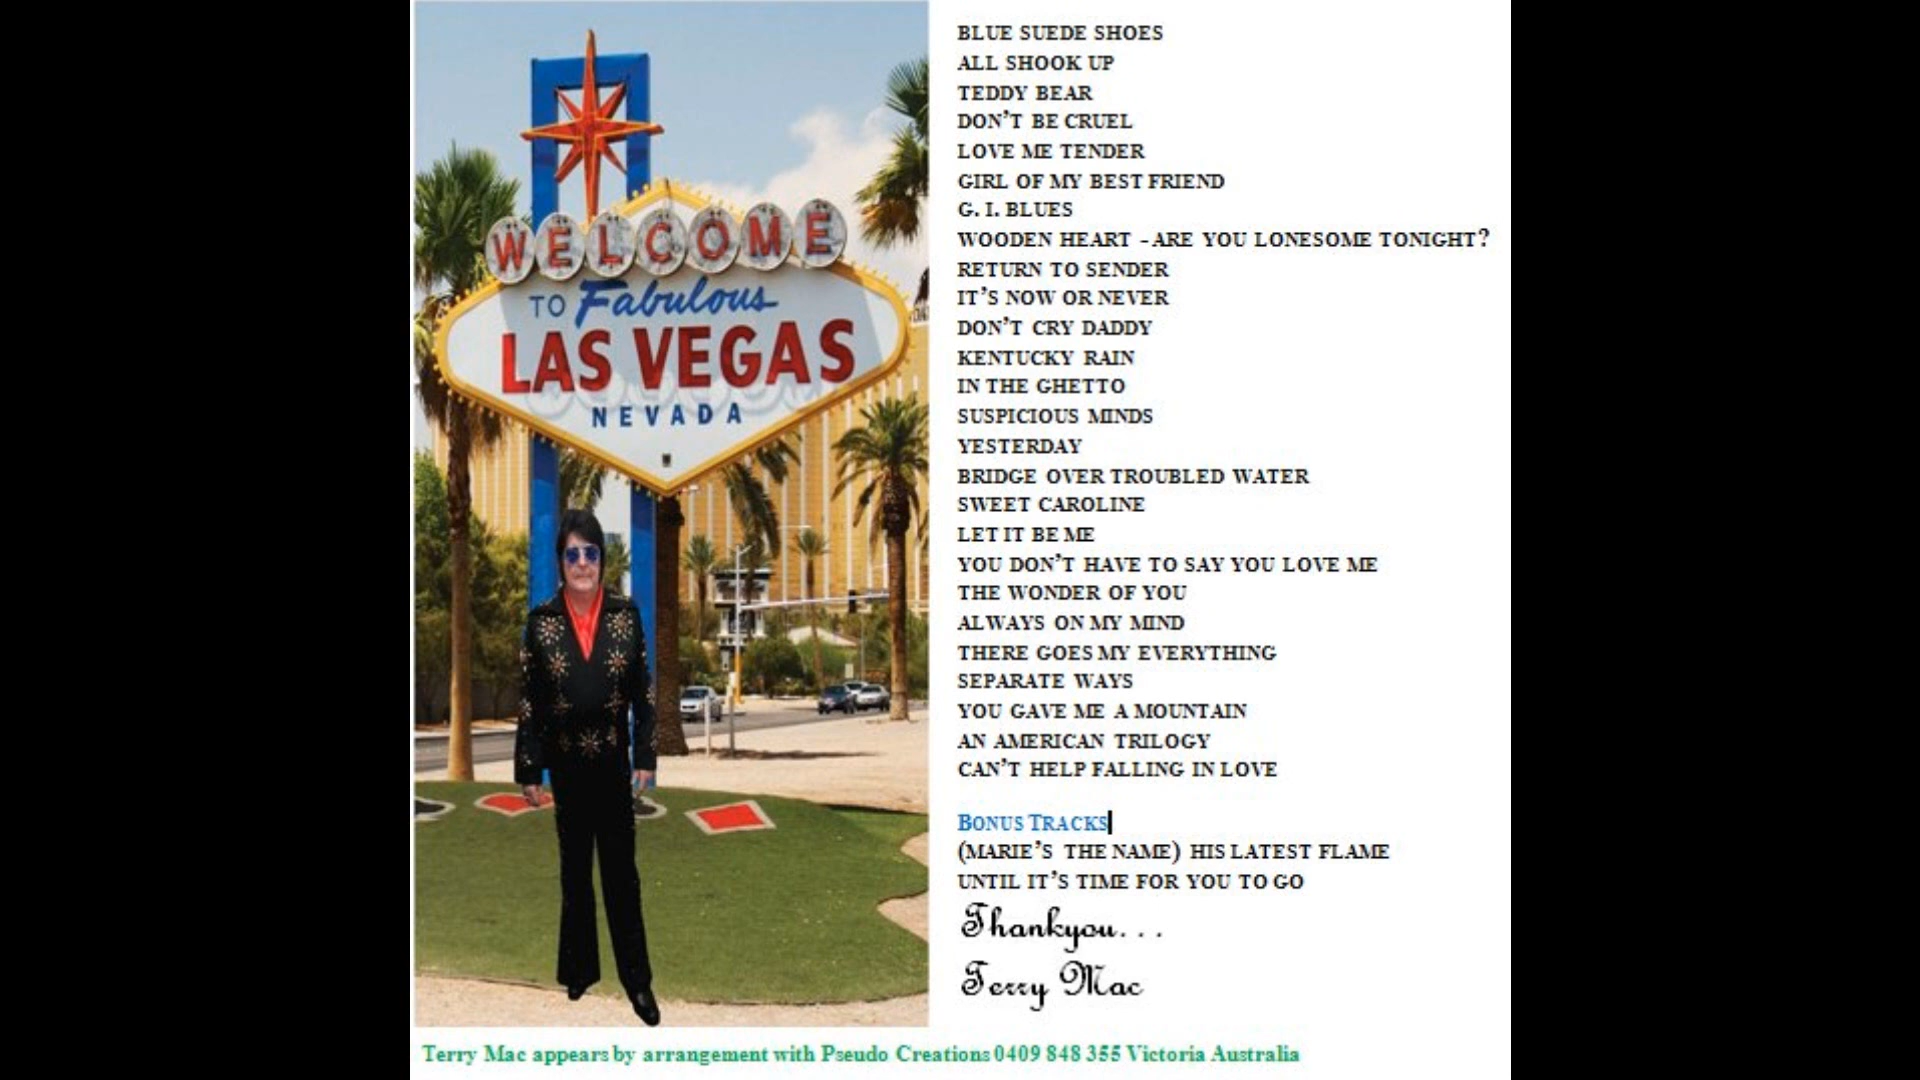 WELCOME
TO Fabulous
LAS VEGAS
NEVADA
BLUE SUEDE SHOES
ALL SHOOK UP
TEDDY BEAR
DON'T BE CRUEL
LOVE ME TENDER
GIRL OF MY BEST FRIEND
G. I. BLUES
WOODEN HEART - ARE YOU LONESOME TONIGHT?
RETURN TO SENDER
IT'S NOW OR NEVER
DON'T CRY DADDY
KENTUCKY RAIN
IN THE GHETTO
SUSPICIOUS MINDS
YESTERDAY
BRIDGE OVER TROUBLED WATER
SWEET CAROLINE
LET IT BE ME
YOU DON'T HAVE TO SAY YOU LOVE ME
THE WONDER OF YOU
ALWAYS ON MY MIND
THERE GOES MY EVERYTHING
SEPARATE WAYS
YOU GAVE ME A MOUNTAIN
AN AMERICAN TRILOGY
CAN'T HELP FALLING IN LOVE
BONUS TRACKS
(MARIE'S THE NAME) HIS LATEST FLAME
UNTIL IT'S TIME FOR YOU TO GO
Thankyou...
Terry Mac
Terry Mac appears by arrangement with Pseudo Creations 0409 848 355 Victoria Australia